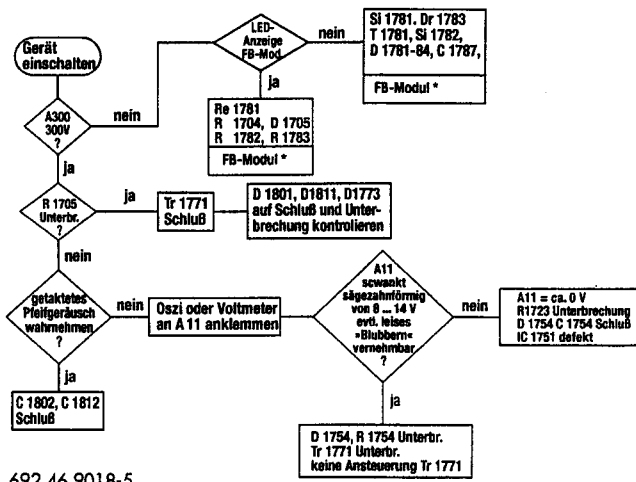 Gerät
einschalten
A300
300V
?
nein
ja
LED-
Anzeige
FB-Mod.
nein
ja
Si 1781. Dr 1783
T 1781, Si 1782,
D 1781-84, C 1787,
FB-Modul *
Re 1781
R 1704, D 1705
R 1782, R 1783
FB-Modul *
R 1705
Unterbr.
?
ja
nein
Tr 1771
Schluß
D 1801, D1811, D1773
auf Schluß und Unter-
brechung kontrolieren
getaktetes
Pfeifgeräusch
wahrnehmen
?
nein
ja
C 1802, C 1812
Schluß
Oszi oder Voltmeter
an A 11 anklemmen
A11
scwankt
sägezahnförmig
von 8 ... 14 V
evtl. leises
»Blubbern«
vernehmbar
?
nein
ja
A11 = ca. 0 V
R1723 Unterbrechung
D 1754 C 1754 Schluß
IC 1751 defekt
D 1754, R 1754 Unterbr.
Tr 1771 Unterbr.
keine Ansteuerung Tr 1771
692 46 9018-5